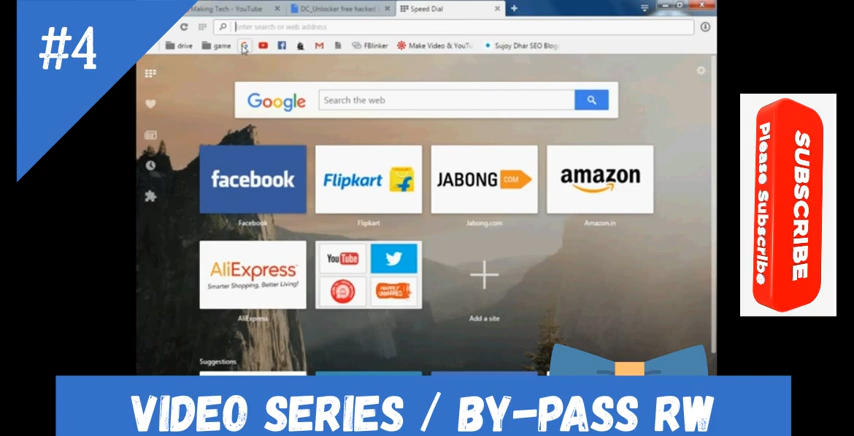 #4
Making Tech - YouTube
DC_Unlocker free hacked
Speed Dial
enter search or web address
drive
game
FBlinker
Make Video & YouTu
Sujoy Dhar SEO Blog
Google
Search the web
facebook
Flipkart
JABONG.COM
amazon
Facebook
Flipkart
Jabong.com
Amazon.in
AliExpress
Smarter Shopping, Better Living!
YouTube
AliExpress
Add a site
Suggestions
SUBSCRIBE
Please Subscribe
VIDEO SERIES / BY-PASS RW